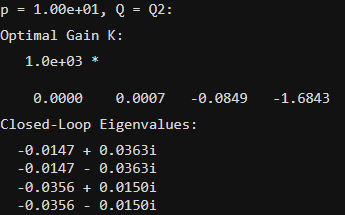 p = 1.00e+01, Q = Q2:
Optimal Gain K:
1.0e+03 *
0.0000 0.0007 -0.0849 -1.6843
Closed-Loop Eigenvalues:
-0.0147 + 0.0363i
-0.0147 - 0.0363i
-0.0356 + 0.0150i
-0.0356 - 0.0150i